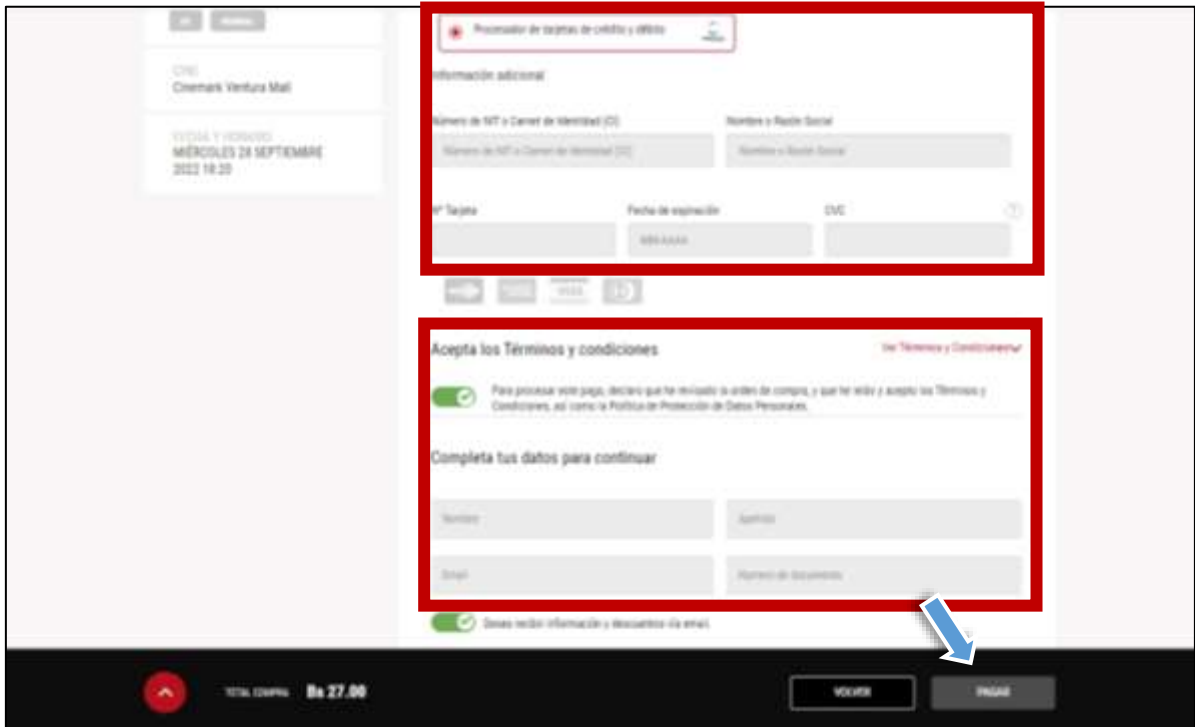 CINE
Cinemark Ventura Mall
FECHA Y HORARIO
MIÉRCOLES 28 SEPTIEMBRE
2022 18:20
Procesador de tarjetas de crédito y débito
Información adicional
Número de NIT o Carnet de Identidad (CI)
Nombre o Razón Social
Número de NIT o Carnet de Identidad (CI)
Nombre o Razón Social
Nº Tarjeta
Fecha de expiración
CVC
VISA
Acepta los Términos y condiciones
Ver Términos y Condiciones
Para procesar este pago, declaro que he revisado la orden de compra, y que he leído y acepto los Términos y
Condiciones, así como la Política de Protección de Datos Personales.
Completa tus datos para continuar
Nombre
Apellido
Email
Número de documento
Deseo recibir información y descuentos vía email.
TOTAL COMPRA Bs 27.00
VOLVER
PAGAR